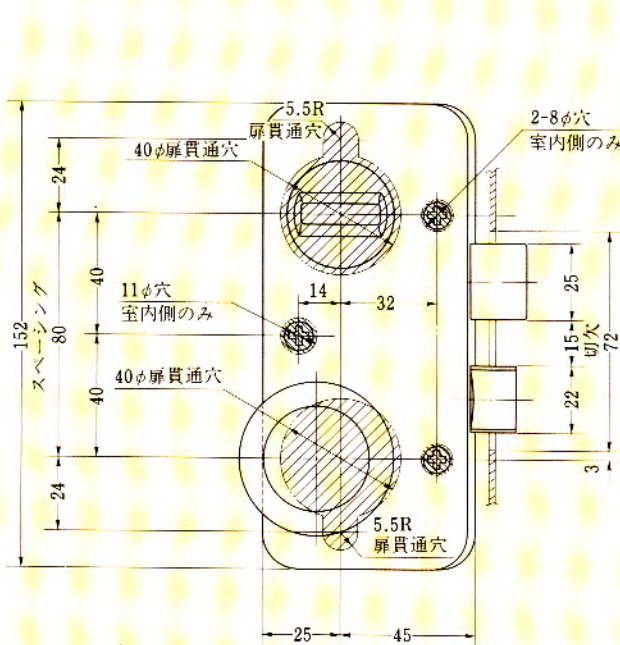 5.5R
扉貫通穴
2-8φ穴
室内側のみ
40φ扉貫通穴
24
40
14
32
11φ穴
室内側のみ
25
15
切欠
72
152
スペーシング
80
40
40φ扉貫通穴
22
3
24
5.5R
扉貫通穴
25
45